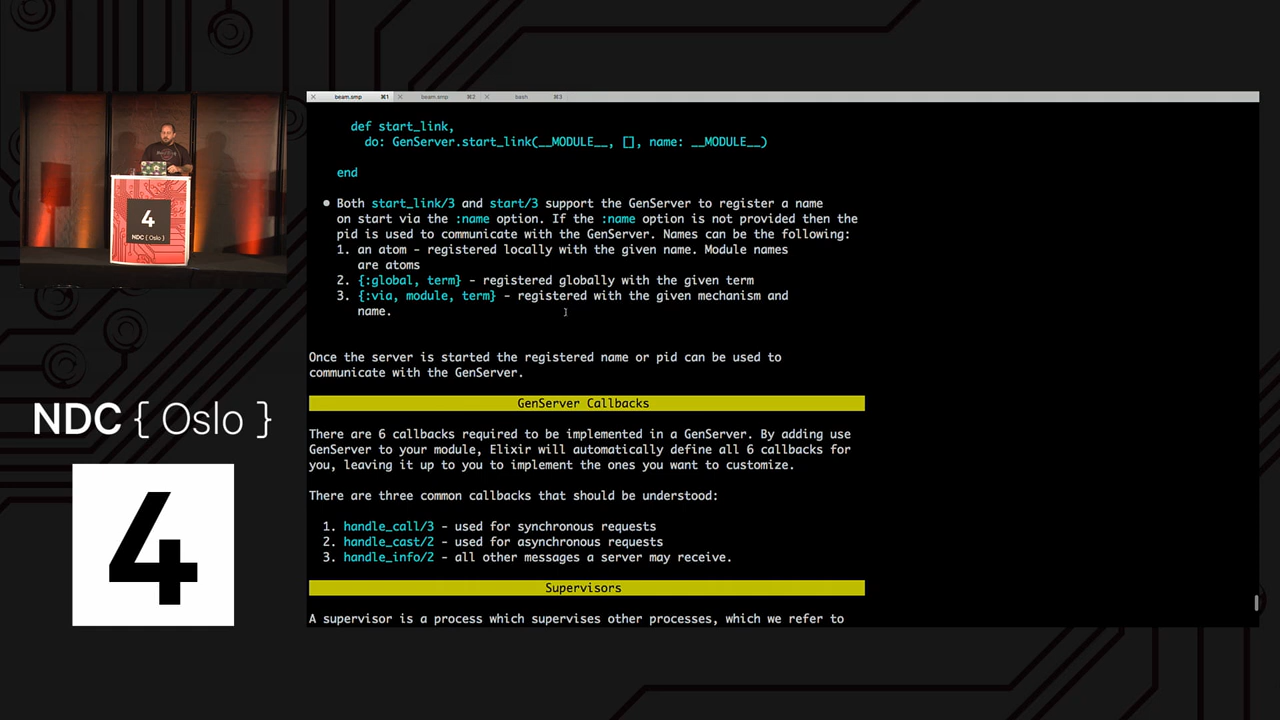 beam.smp ⌘1 beam.smp ⌘2 bash ⌘3
def start_link,
do: GenServer.start_link(__MODULE__, [], name: __MODULE__)
end
● Both start_link/3 and start/3 support the GenServer to register a name
on start via the :name option. If the :name option is not provided then the
pid is used to communicate with the GenServer. Names can be the following:
1. an atom - registered locally with the given name. Module names
are atoms
2. {:global, term} - registered globally with the given term
3. {:via, module, term} - registered with the given mechanism and
name.
Once the server is started the registered name or pid can be used to
communicate with the GenServer.
GenServer Callbacks
There are 6 callbacks required to be implemented in a GenServer. By adding use
GenServer to your module, Elixir will automatically define all 6 callbacks for
you, leaving it up to you to implement the ones you want to customize.
There are three common callbacks that should be understood:
1. handle_call/3 - used for synchronous requests
2. handle_cast/2 - used for asynchronous requests
3. handle_info/2 - all other messages a server may receive.
Supervisors
A supervisor is a process which supervises other processes, which we refer to
4
NDC { Oslo }
NDC { Oslo }
4